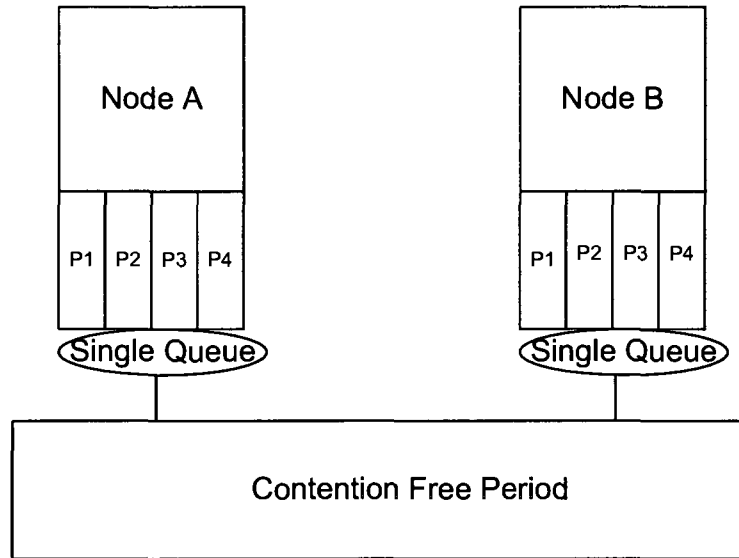 Node A
Node B
P1 P2 P3 P4
P1 P2 P3 P4
Single Queue
Single Queue
Contention Free Period